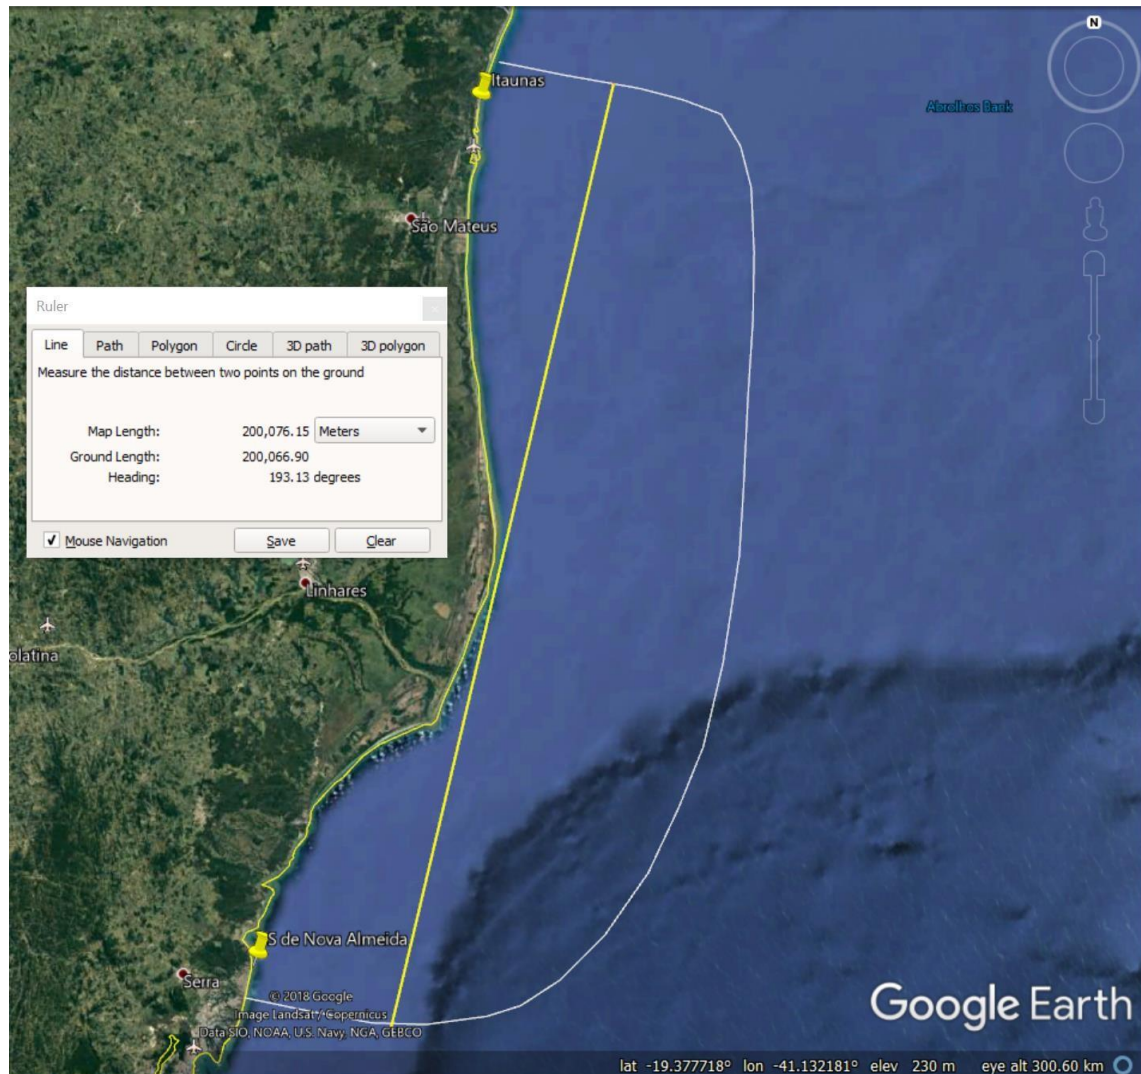 N
Itaunas
Abrolhos Bank
São Mateus
Ruler
Line Path Polygon Circle 3D path 3D polygon
Measure the distance between two points on the ground
Map Length: 200,076.15 Meters
Ground Length: 200,066.90
Heading: 193.13 degrees
Mouse Navigation Save Clear
Linhares
olatina
S de Nova Almeida
Serra
© 2018 Google
Image Landsat / Copernicus
Data SIO, NOAA, U.S. Navy, NGA, GEBCO
Google Earth
lat -19.377718° lon -41.132181° elev 230 m eye alt 300.60 km